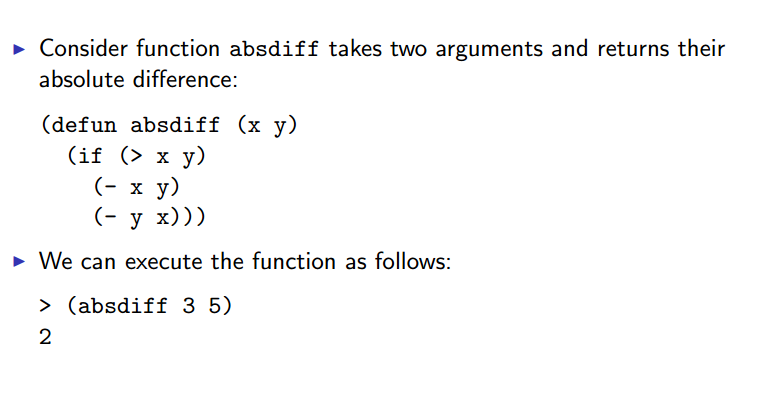 ▶ Consider function absdiff takes two arguments and returns their
absolute difference:
(defun absdiff (x y)
  (if (> x y)
    (- x y)
    (- y x)))
▶ We can execute the function as follows:
> (absdiff 3 5)
2